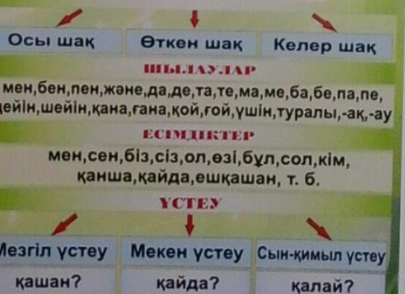 Осы шақ Өткен шақ Келер шақ
ШЫЛАУЛАР
мен,бен,пен,және,да,де,та,те,ма,ме,ба,бе,па,пе,
дейін,шейін,қана,ғана,қой,ғой,үшін,туралы,-ақ,-ау
ЕСІМДІКТЕР
мен,сен,біз,сіз,ол,өзі,бұл,сол,кім,
қанша,қайда,ешқашан, т. б.
ҮСТЕУ
Мезгіл үстеу Мекен үстеу Сын-қимыл үстеу
қашан? қайда? қалай?